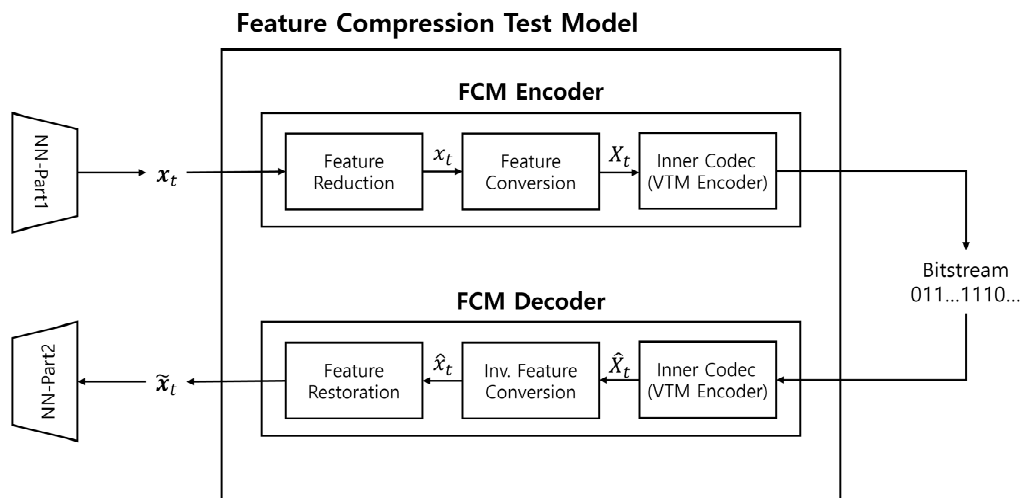 Feature Compression Test Model
FCM Encoder
NN-Part1
𝒙_t
Feature
Reduction
x_t
Feature
Conversion
X_t
Inner Codec
(VTM Encoder)
Bitstream
011...1110...
FCM Decoder
NN-Part2
𝒙̃_t
Feature
Restoration
x̂_t
Inv. Feature
Conversion
X̂_t
Inner Codec
(VTM Encoder)